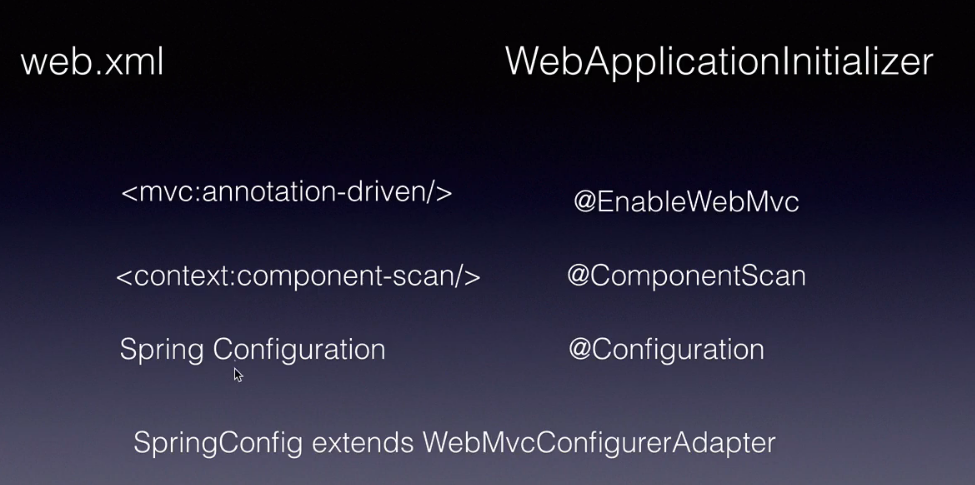 web.xml WebApplicationInitializer
<mvc:annotation-driven/> @EnableWebMvc
<context:component-scan/> @ComponentScan
Spring Configuration @Configuration
SpringConfig extends WebMvcConfigurerAdapter